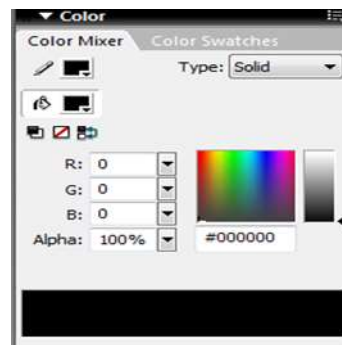 Color
Color Mixer Color Swatches
Type: Solid
R: 0
G: 0
B: 0
Alpha: 100% #000000